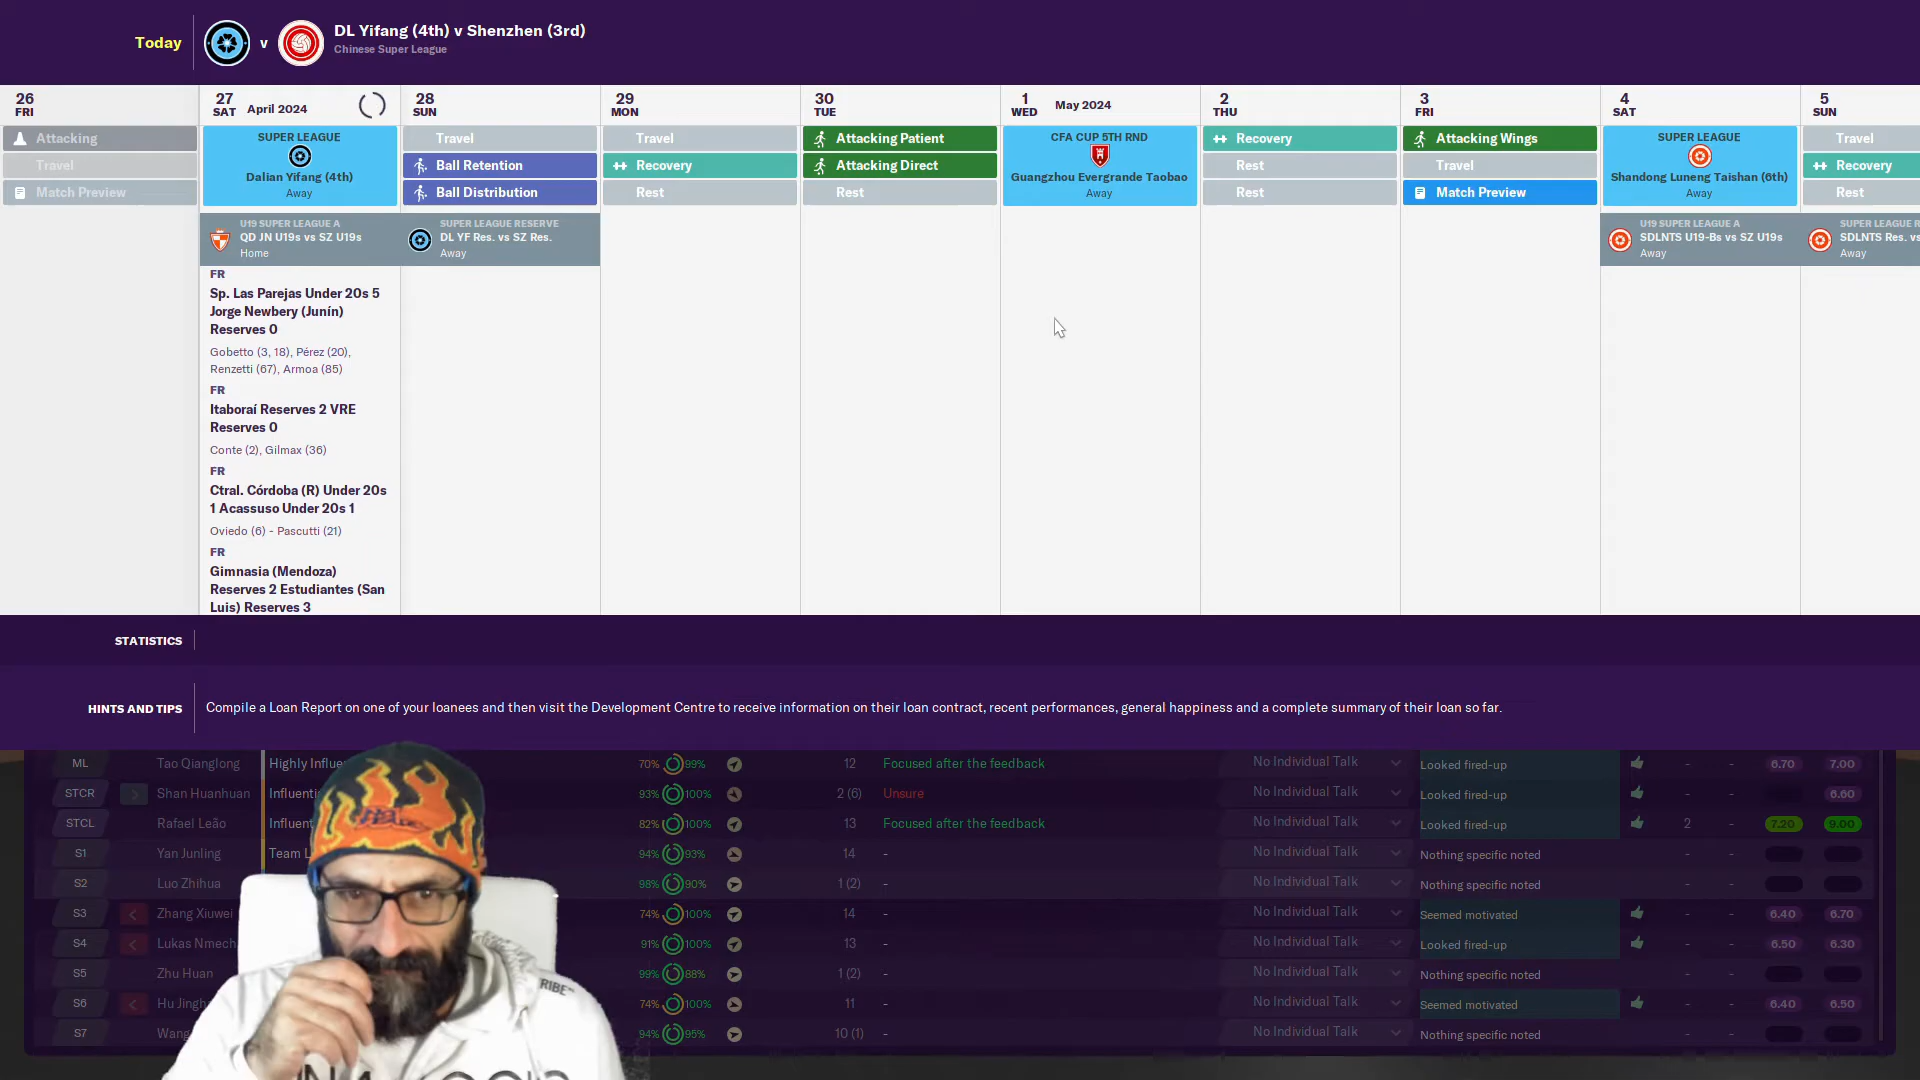 Today
v
DL Yifang (4th) v Shenzhen (3rd)
Chinese Super League
26
FRI
Attacking
Travel
Match Preview
27
SAT
April 2024
SUPER LEAGUE
Dalian Yifang (4th)
Away
28
SUN
Travel
Ball Retention
Ball Distribution
29
MON
Travel
Recovery
Rest
30
TUE
Attacking Patient
Attacking Direct
Rest
1
WED
May 2024
CFA CUP 5TH RND
Guangzhou Evergrande Taobao
Away
2
THU
Recovery
Rest
Rest
3
FRI
Attacking Wings
Travel
Match Preview
4
SAT
SUPER LEAGUE
Shandong Luneng Taishan (6th)
Away
5
SUN
Travel
Recovery
Rest
U19 SUPER LEAGUE A
QD JN U19s vs SZ U19s
Home
SUPER LEAGUE RESERVE
DL YF Res. vs SZ Res.
Away
U19 SUPER LEAGUE A
SDLNTS U19-Bs vs SZ U19s
Away
SUPER LEAGUE R
SDLNTS Res. vs
Away
FR
Sp. Las Parejas Under 20s 5
Jorge Newbery (Junín)
Reserves 0
Gobetto (3, 18), Pérez (20),
Renzetti (67), Armoa (85)
FR
Itaboraí Reserves 2 VRE
Reserves 0
Conte (2), Gilmax (36)
FR
Ctral. Córdoba (R) Under 20s
1 Acassuso Under 20s 1
Oviedo (6) - Pascutti (21)
FR
Gimnasia (Mendoza)
Reserves 2 Estudiantes (San
Luis) Reserves 3
STATISTICS
HINTS AND TIPS
Compile a Loan Report on one of your loanees and then visit the Development Centre to receive information on their loan contract, recent performances, general happiness and a complete summary of their loan so far.
ML Tao Qianglong Highly Influe 70% 99% 12 Focused after the feedback No Individual Talk Looked fired-up - - 6.70 7.00
STCR Shan Huanhuan Influenti 93% 100% 2 (6) Unsure No Individual Talk Looked fired-up - - 6.60
STCL Rafael Leão Influent 82% 100% 13 Focused after the feedback No Individual Talk Looked fired-up 2 - 7.20 9.00
S1 Yan Junling Team L 94% 93% 14 - No Individual Talk Nothing specific noted - -
S2 Luo Zhihua 98% 90% 1 (2) - No Individual Talk Nothing specific noted - -
S3 Zhang Xiuwei 74% 100% 14 - No Individual Talk Seemed motivated - - 6.40 6.70
S4 Lukas Nmech 91% 100% 13 - No Individual Talk Looked fired-up - - 6.50 6.30
S5 Zhu Huan 99% 88% 1 (2) - No Individual Talk Nothing specific noted - -
S6 Hu Jingha 74% 100% 11 - No Individual Talk Seemed motivated - - 6.40 6.50
S7 Wang 94% 95% 10 (1) - No Individual Talk Nothing specific noted - -
RIBE